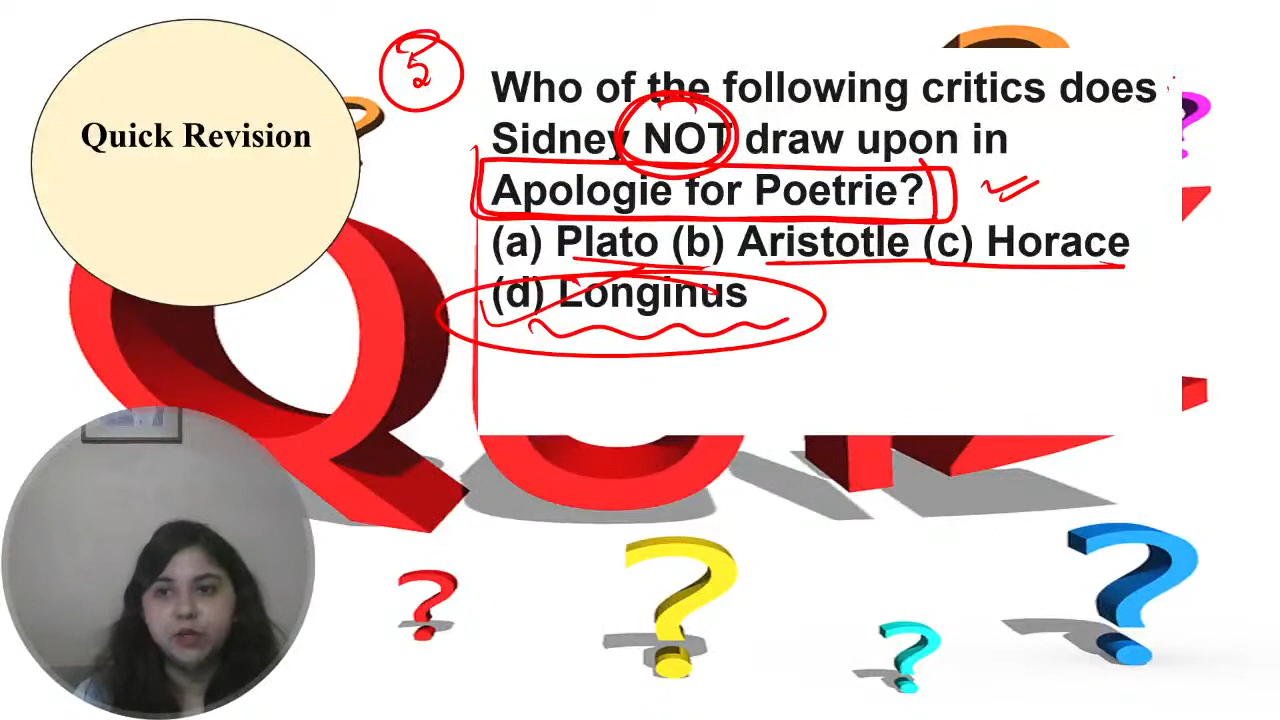 Quick Revision
5
Who of the following critics does
Sidney NOT draw upon in
Apologie for Poetrie?
(a) Plato (b) Aristotle (c) Horace
(d) Longinus